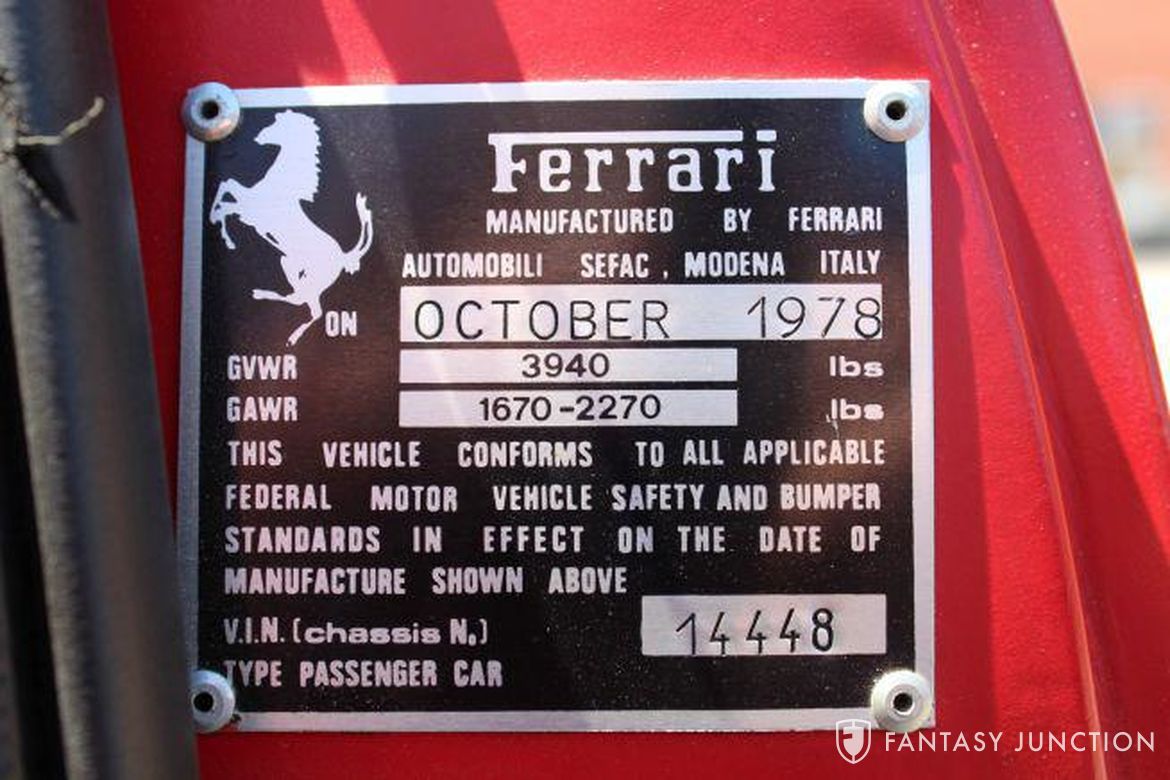 Ferrari
MANUFACTURED BY FERRARI
AUTOMOBILI SEFAC, MODENA ITALY
ON OCTOBER 1978
GVWR 3940 lbs
GAWR 1670-2270 lbs
THIS VEHICLE CONFORMS TO ALL APPLICABLE
FEDERAL MOTOR VEHICLE SAFETY AND BUMPER
STANDARDS IN EFFECT ON THE DATE OF
MANUFACTURE SHOWN ABOVE
V.I.N. (chassis No.) 14448
TYPE PASSENGER CAR
FANTASY JUNCTION